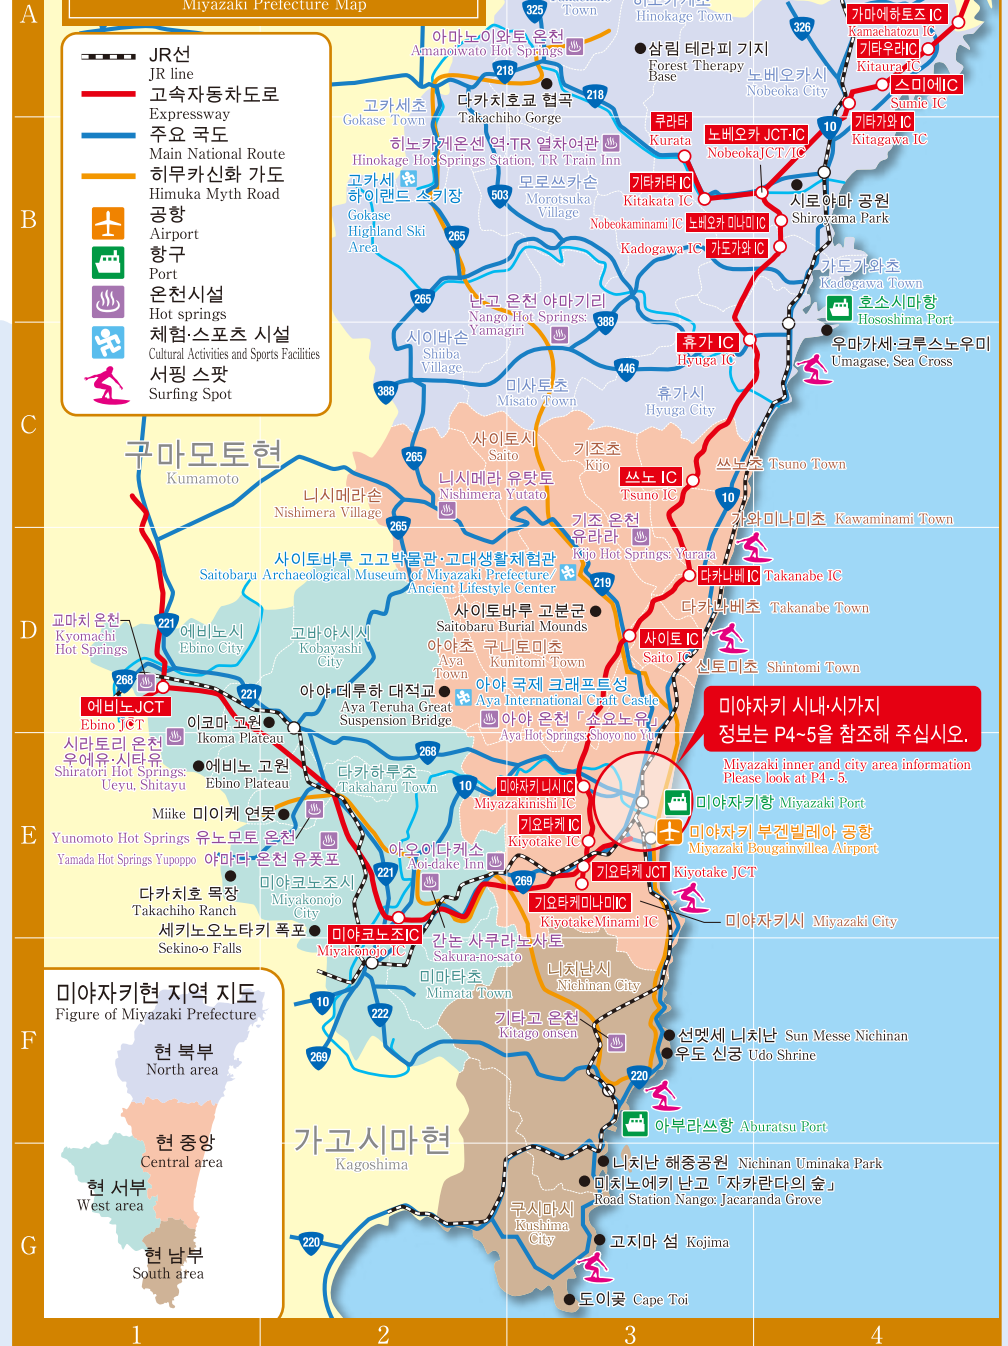 Miyazaki Prefecture Map
JR선
JR line
고속자동차도로
Expressway
주요 국도
Main National Route
히무카신화 가도
Himuka Myth Road
공항
Airport
항구
Port
온천시설
Hot springs
체험·스포츠 시설
Cultural Activities and Sports Facilities
서핑 스팟
Surfing Spot
A
B
C
D
E
F
G
1
2
3
4
325
Town
Hinokage Town
326
가마에하토즈 IC
Kamaehatozu IC
기타우라IC
Kitaura IC
스미에IC
Sumie IC
기타가와 IC
Kitagawa IC
아마노이와토 온천
Amanoiwato Hot Springs
삼림 테라피 기지
Forest Therapy
Base
노베오카시
Nobeoka City
218
다카치호쿄 협곡
Takachiho Gorge
218
고카세초
Gokase Town
쿠라타
Kurata
노베오카 JCT·IC
NobeokaJCT/IC
10
히노카게온센 역·TR 열차여관
Hinokage Hot Springs Station, TR Train Inn
고카세
하이랜드 스키장
Gokase
Highland Ski
Area
503
모로쓰카손
Morotsuka
Village
기타카타 IC
Kitakata IC
시로야마 공원
Shiroyama Park
Nobeokaminami IC 노베오카 미나미 IC
Kadogawa IC 가도가와 IC
265
265
가도가와초
Kadogawa Town
호소시마항
Hososhima Port
난고 온천 야마기리
Nango Hot Springs:
Yamagiri
388
시이바손
Shiiba
Village
휴가 IC
Hyuga IC
우마가세·크루스노우미
Umagase, Sea Cross
446
388
미사토초
Misato Town
휴가시
Hyuga City
구마모토현
Kumamoto
사이토시
Saito
기조초
Kijo
265
니시메라 유탓토
Nishimera Yutato
쓰노 IC
Tsuno IC
쓰노초 Tsuno Town
니시메라손
Nishimera Village
10
265
기조 온천
유라라
Kijo Hot Springs: Yurara
가와미나미초 Kawaminami Town
사이토바루 고고박물관·고대생활체험관
Saitobaru Archaeological Museum of Miyazaki Prefecture/
Ancient Lifestyle Center
219
다카나베 IC Takanabe IC
사이토바루 고분군
Saitobaru Burial Mounds
다카나베초 Takanabe Town
교마치 온천
Kyomachi
Hot Springs
221
에비노시
Ebino City
고바야시시
Kobayashi
City
아야초
Aya
Town
구니토미초
Kunitomi Town
사이토 IC
Saito IC
신토미초 Shintomi Town
268
221
에비노JCT
Ebino JCT
아야 데루하 대적교
Aya Teruha Great
Suspension Bridge
아야 국제 크래프트성
Aya International Craft Castle
아야 온천「쇼요노유」
Aya Hot Springs: Shoyo no Yu
미야자키 시내·시가지
정보는 P4~5을 참조해 주십시오.
Miyazaki inner and city area information
Please look at P4 - 5.
이코마 고원
Ikoma Plateau
시라토리 온천
우에유·시타유
Shiratori Hot Springs:
Ueyu, Shitayu
에비노 고원
Ebino Plateau
268
다카하루초
Takaharu Town
10
미야자키 니시 IC
Miyazakinishi IC
미야자키항 Miyazaki Port
Miike 미이케 연못
기요타케 IC
Kiyotake IC
미야자키 부겐빌레아 공항
Miyazaki Bougainvillea Airport
Yunomoto Hot Springs 유노모토 온천
Yamada Hot Springs Yupoppo 야마다 온천 유폿포
아오이다케소
Aoi-dake Inn
221
269
기요타케 JCT Kiyotake JCT
다카치호 목장
Takachiho Ranch
미야코노조시
Miyakonojo
City
기요타케미나미IC
KiyotakeMinami IC
미야자키시 Miyazaki City
세키노오노타키 폭포
Sekino-o Falls
미야코노조IC
Miyakonojo IC
간논 사쿠라노사토
Sakura-no-sato
미마타초
Mimata Town
니치난시
Nichinan City
10
222
269
기타고 온천
Kitago onsen
선멧세 니치난 Sun Messe Nichinan
우도 신궁 Udo Shrine
220
아부라쓰항 Aburatsu Port
가고시마현
Kagoshima
니치난 해중공원 Nichinan Uminaka Park
미치노에키 난고「자카란다의 숲」
Road Station Nango: Jacaranda Grove
구시마시
Kushima
City
220
고지마 섬 Kojima
도이곶 Cape Toi
미야자키현 지역 지도
Figure of Miyazaki Prefecture
현 북부
North area
현 중앙
Central area
현 서부
West area
현 남부
South area